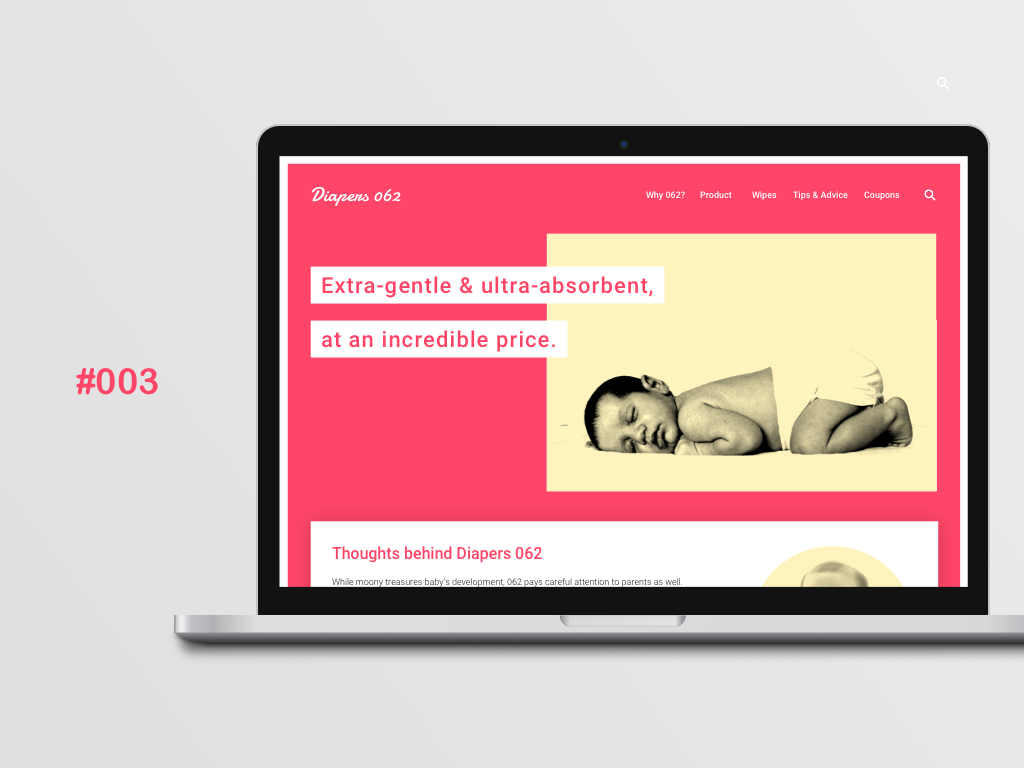 #003
Diapers 062
Why 062? Product Wipes Tips & Advice Coupons
Extra-gentle & ultra-absorbent,
at an incredible price.
Thoughts behind Diapers 062
While moony treasures baby's development, 062 pays careful attention to parents as well.